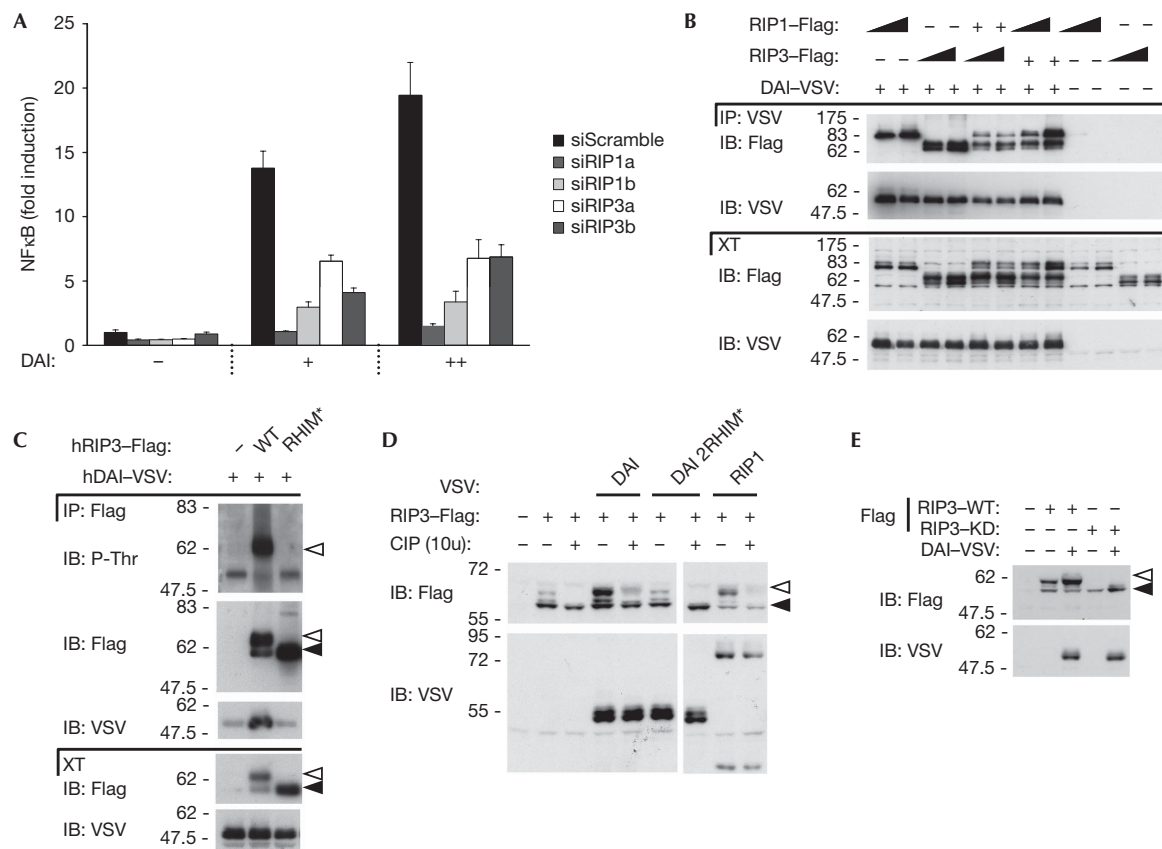 A
NFκB (fold induction)
25
20
15
10
5
0
DAI:
–
+
++
siScramble
siRIP1a
siRIP1b
siRIP3a
siRIP3b
B
RIP1–Flag: – – + + – –
RIP3–Flag: – – + + – –
DAI–VSV: + + + + + + + + – – – –
IP: VSV
IB: Flag
175 -
83 -
62 -
IB: VSV
62 -
47.5 -
XT
IB: Flag
175 -
83 -
62 -
47.5 -
IB: VSV
62 -
47.5 -
C
hRIP3–Flag: – WT RHIM*
hDAI–VSV: + + +
IP: Flag
IB: P-Thr
83 -
62 -
47.5 -
IB: Flag
83 -
62 -
47.5 -
IB: VSV
62 -
47.5 -
XT
IB: Flag
62 -
IB: VSV
62 -
47.5 -
D
VSV: DAI DAI 2RHIM* RIP1
RIP3–Flag: – + + + + + + + +
CIP (10u): – – + – + – + – +
IB: Flag
72 -
55 -
IB: VSV
95 -
72 -
55 -
E
Flag
RIP3–WT: – + + – –
RIP3–KD: – – – + +
DAI–VSV: – – + – +
IB: Flag
62 -
47.5 -
IB: VSV
62 -
47.5 -